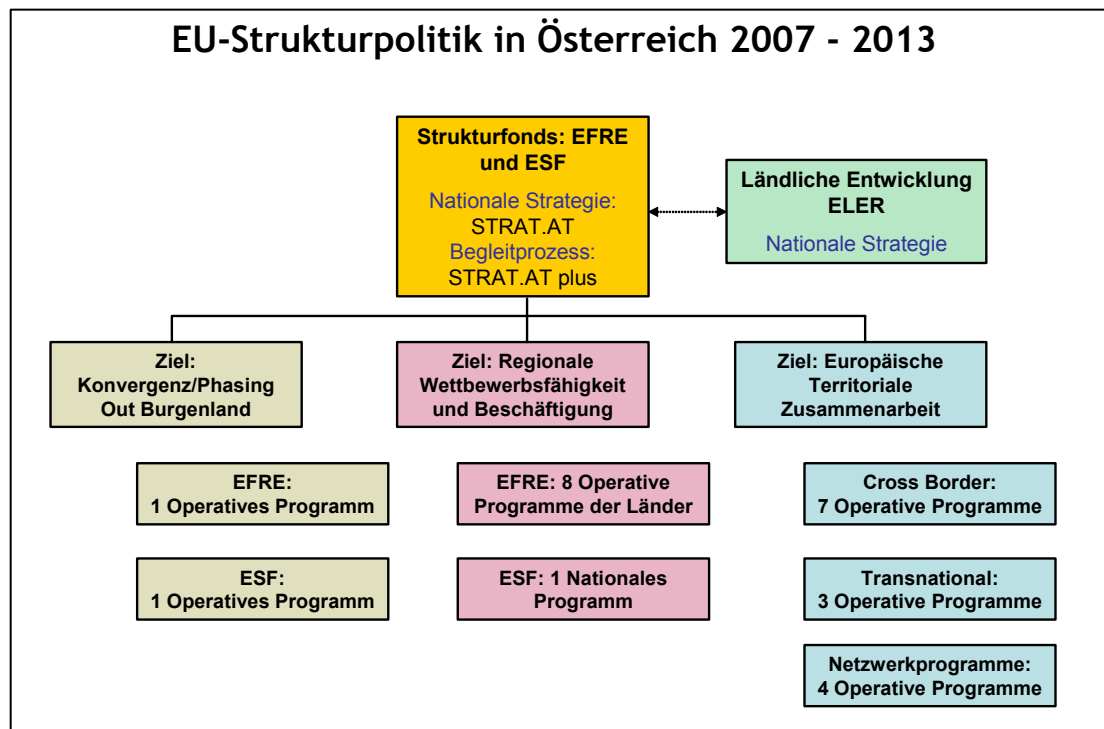 EU-Strukturpolitik in Österreich 2007 - 2013
Strukturfonds: EFRE
und ESF
Nationale Strategie:
STRAT.AT
Begleitprozess:
STRAT.AT plus
Ländliche Entwicklung
ELER
Nationale Strategie
Ziel:
Konvergenz/Phasing
Out Burgenland
Ziel: Regionale
Wettbewerbsfähigkeit
und Beschäftigung
Ziel: Europäische
Territoriale
Zusammenarbeit
EFRE:
1 Operatives Programm
EFRE: 8 Operative
Programme der Länder
Cross Border:
7 Operative Programme
ESF:
1 Operatives Programm
ESF: 1 Nationales
Programm
Transnational:
3 Operative Programme
Netzwerkprogramme:
4 Operative Programme